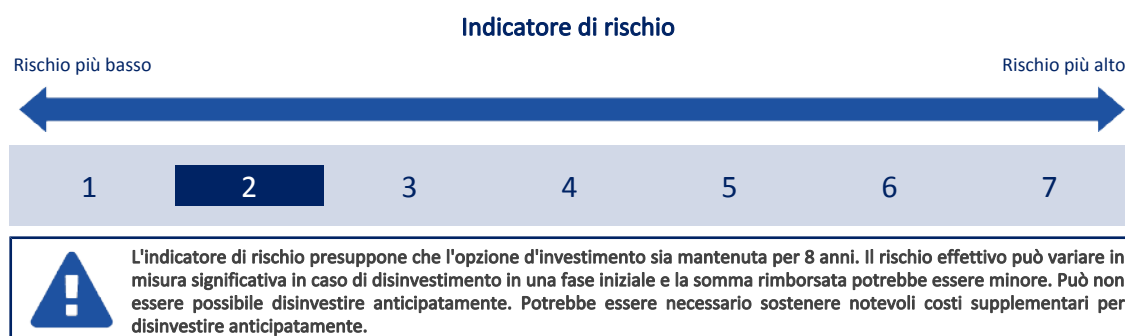 Indicatore di rischio
Rischio più basso
Rischio più alto
1 2 3 4 5 6 7
L'indicatore di rischio presuppone che l'opzione d'investimento sia mantenuta per 8 anni. Il rischio effettivo può variare in
misura significativa in caso di disinvestimento in una fase iniziale e la somma rimborsata potrebbe essere minore. Può non
essere possibile disinvestire anticipatamente. Potrebbe essere necessario sostenere notevoli costi supplementari per
disinvestire anticipatamente.